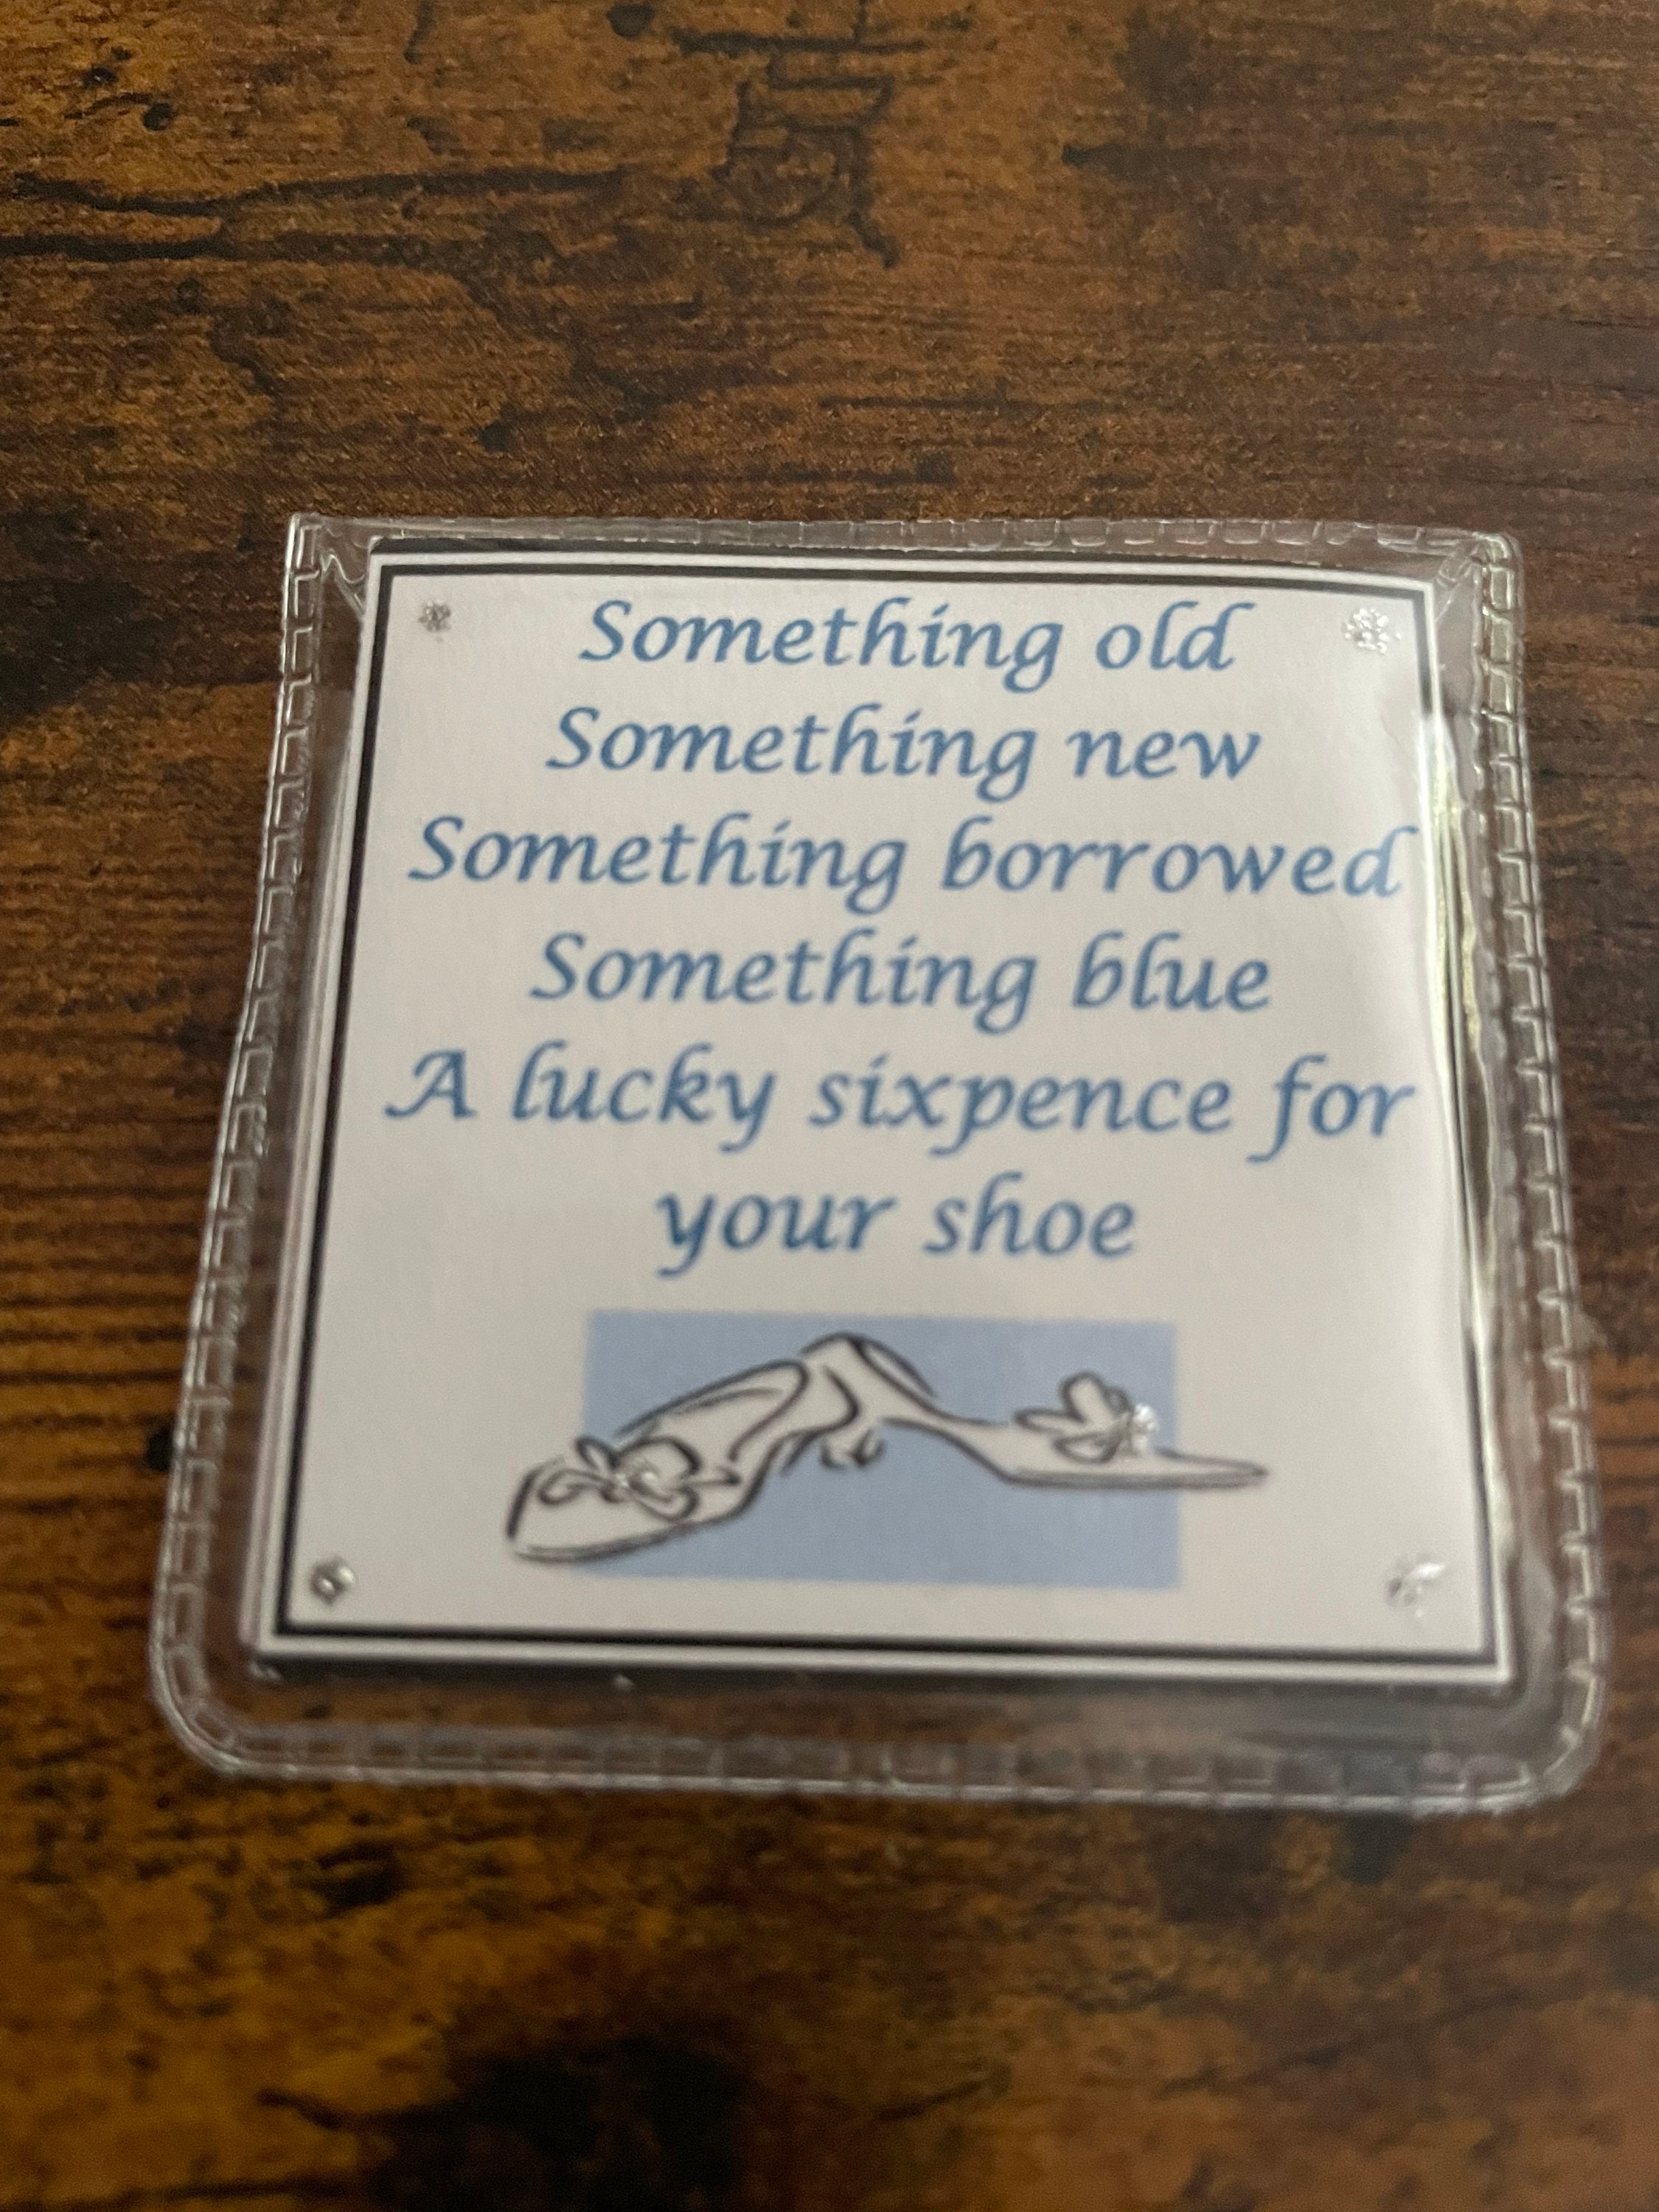 Something old
Something new
Something borrowed
Something blue
A lucky sixpence for
your shoe